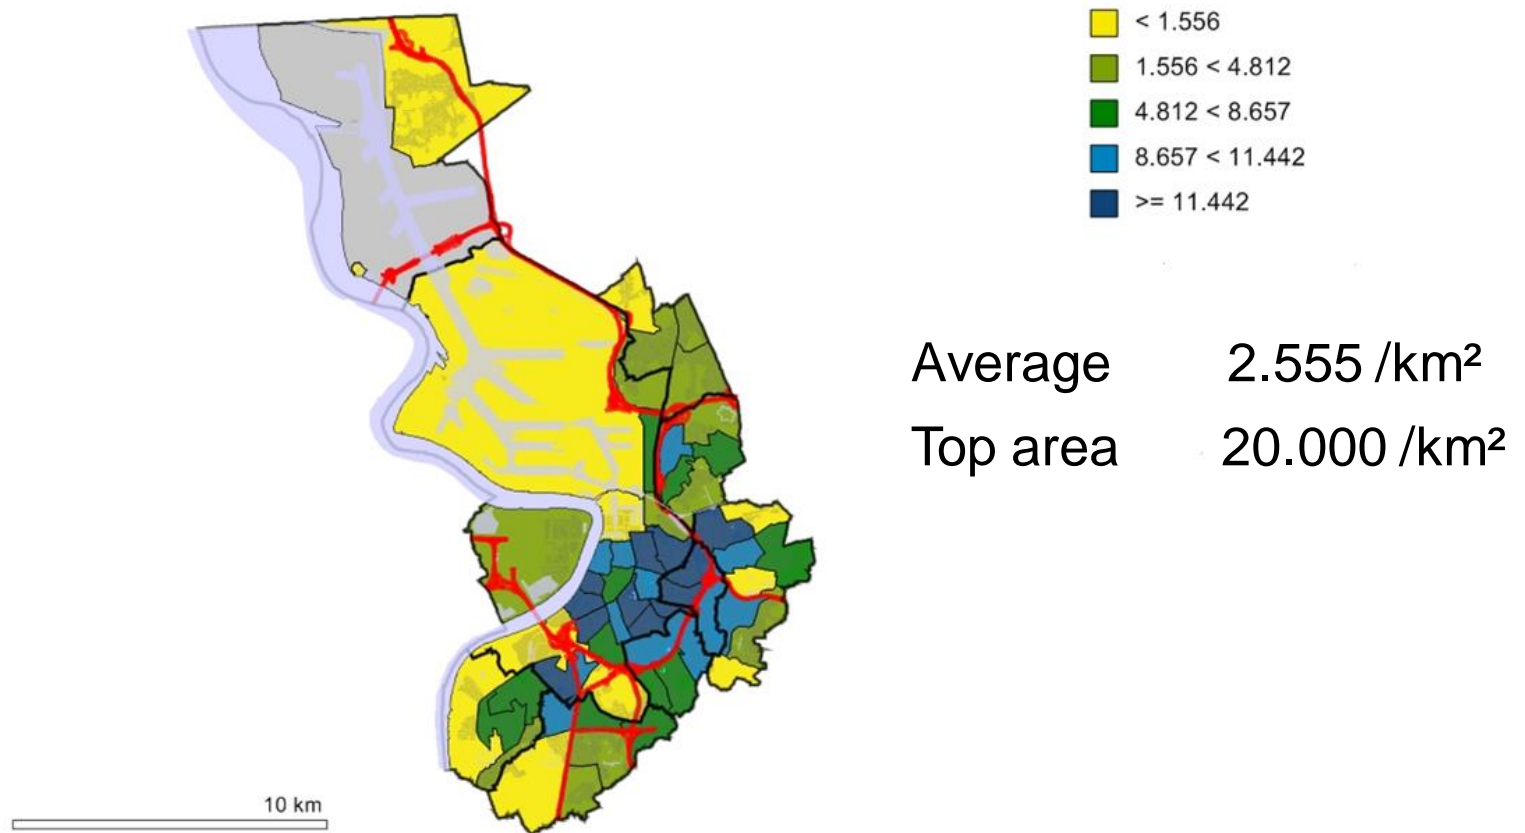 < 1.556
1.556 < 4.812
4.812 < 8.657
8.657 < 11.442
>= 11.442
Average 2.555 /km²
Top area 20.000 /km²
10 km